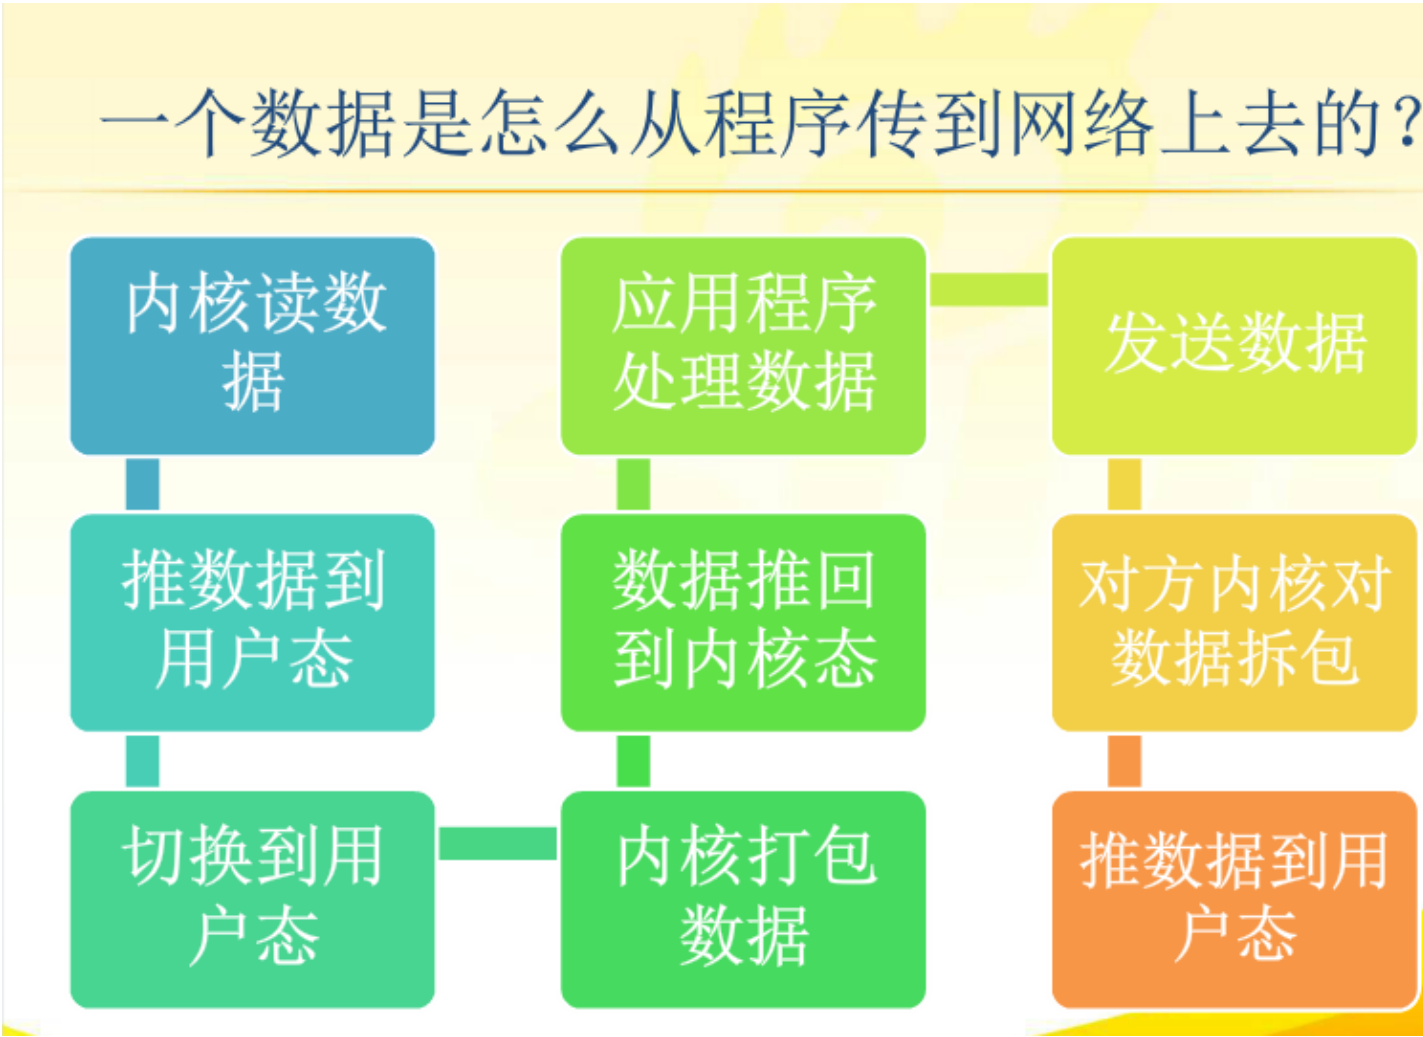 一个数据是怎么从程序传到网络上去的?
内核读数
据
推数据到
用户态
切换到用
户态
应用程序
处理数据
数据推回
到内核态
内核打包
数据
发送数据
对方内核对
数据拆包
推数据到用
户态